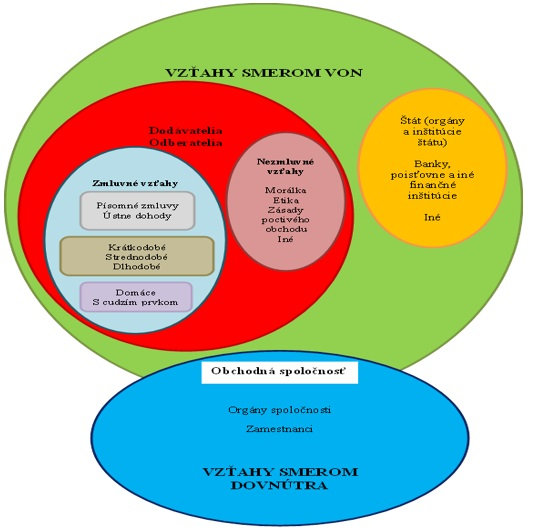 VZŤAHY SMEROM VON
Dodávatelia
Odberatelia
Zmluvné vzťahy
Písomné zmluvy
Ústne dohody
Krátkodobé
Strednodobé
Dlhodobé
Domáce
S cudzím prvkom
Nezmluvné
vzťahy
Morálka
Etika
Zásady
poctivého
obchodu
Iní
Štát (orgány
a inštitúcie
štátu)
Banky,
poisťovne a iné
finančné
inštitúcie
Iné
Obchodná spoločnosť
Orgány spoločnosti
Zamestnanci
VZŤAHY SMEROM
DOVNÚTRA